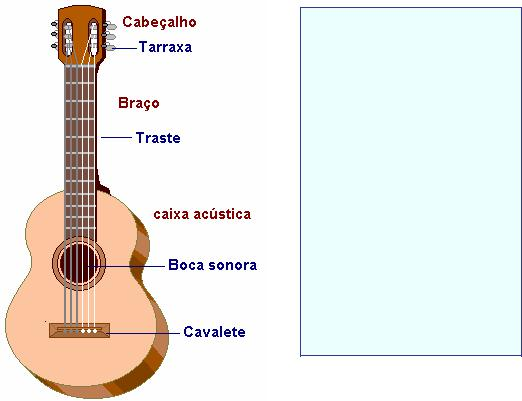 Cabeçalho
Tarraxa
Braço
Traste
caixa acústica
Boca sonora
Cavalete